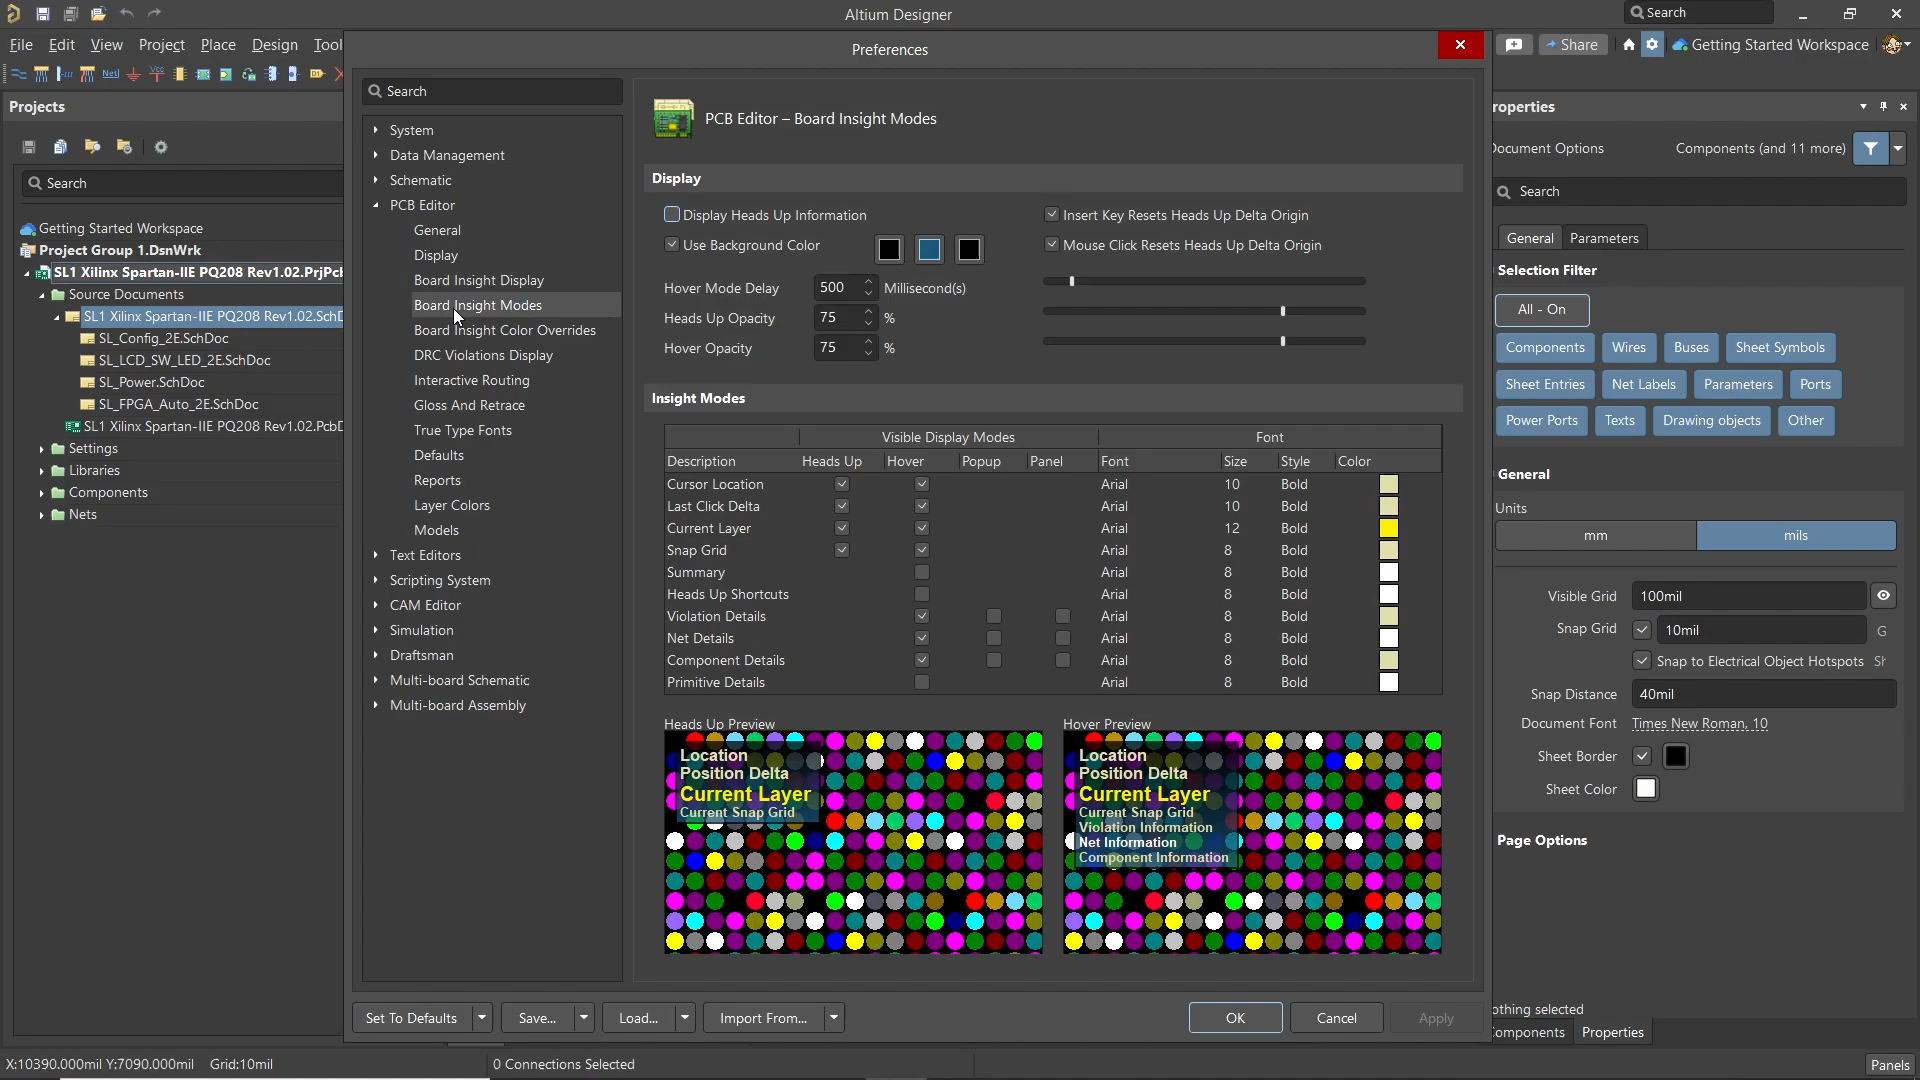 Altium Designer
Search
File Edit View Project Place Design Tool
Preferences
Share
Getting Started Workspace
Net
Vcc
Projects
Search
Getting Started Workspace
Project Group 1.DsnWrk
SL1 Xilinx Spartan-IIE PQ208 Rev1.02.PrjPcb
Source Documents
SL1 Xilinx Spartan-IIE PQ208 Rev1.02.SchD
SL_Config_2E.SchDoc
SL_LCD_SW_LED_2E.SchDoc
SL_Power.SchDoc
SL_FPGA_Auto_2E.SchDoc
SL1 Xilinx Spartan-IIE PQ208 Rev1.02.PcbD
Settings
Libraries
Components
Nets
Search
System
Data Management
Schematic
PCB Editor
General
Display
Board Insight Display
Board Insight Modes
Board Insight Color Overrides
DRC Violations Display
Interactive Routing
Gloss And Retrace
True Type Fonts
Defaults
Reports
Layer Colors
Models
Text Editors
Scripting System
CAM Editor
Simulation
Draftsman
Multi-board Schematic
Multi-board Assembly
PCB Editor – Board Insight Modes
Display
Display Heads Up Information
Insert Key Resets Heads Up Delta Origin
Use Background Color
Mouse Click Resets Heads Up Delta Origin
Hover Mode Delay 500 Millisecond(s)
Heads Up Opacity 75 %
Hover Opacity 75 %
Insight Modes
Visible Display Modes Font
Description Heads Up Hover Popup Panel Font Size Style Color
Cursor Location Arial 10 Bold
Last Click Delta Arial 10 Bold
Current Layer Arial 12 Bold
Snap Grid Arial 8 Bold
Summary Arial 8 Bold
Heads Up Shortcuts Arial 8 Bold
Violation Details Arial 8 Bold
Net Details Arial 8 Bold
Component Details Arial 8 Bold
Primitive Details Arial 8 Bold
Heads Up Preview
Location
Position Delta
Current Layer
Current Snap Grid
Hover Preview
Location
Position Delta
Current Layer
Current Snap Grid
Violation Information
Net Information
Component Information
Set To Defaults Save... Load... Import From... OK Cancel Apply
roperties
Document Options Components (and 11 more)
Search
General Parameters
Selection Filter
All - On
Components Wires Buses Sheet Symbols
Sheet Entries Net Labels Parameters Ports
Power Ports Texts Drawing objects Other
General
Units
mm mils
Visible Grid 100mil
Snap Grid 10mil G
Snap to Electrical Object Hotspots Sh
Snap Distance 40mil
Document Font Times New Roman, 10
Sheet Border
Sheet Color
Page Options
othing selected
omponents Properties
X:10390.000mil Y:7090.000mil Grid:10mil
0 Connections Selected
Panels